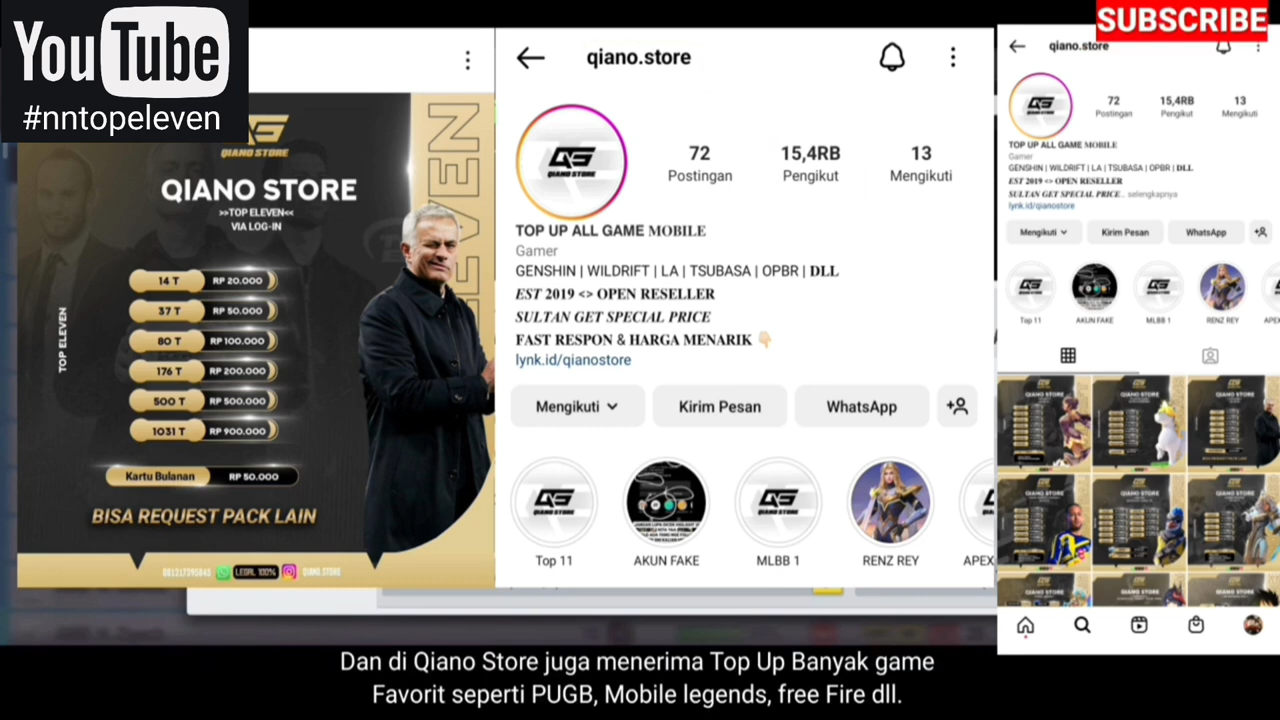 YouTube
#nntopeleven
SUBSCRIBE
QS
QIANO STORE
QIANO STORE
>>TOP ELEVEN<<
VIA LOG-IN
EVEN
TOP ELEVEN
14 T RP 20.000
37 T RP 50.000
80 T RP 100.000
176 T RP 200.000
500 T RP 500.000
1031 T RP 900.000
Kartu Bulanan RP 50.000
BISA REQUEST PACK LAIN
LEGAL 100% QIANO STORE
qiano.store
QS
QIANO STORE
72 15,4RB 13
Postingan Pengikut Mengikuti
TOP UP ALL GAME MOBILE
Gamer
GENSHIN | WILDRIFT | LA | TSUBASA | OPBR | DLL
EST 2019 <> OPEN RESELLER
SULTAN GET SPECIAL PRICE
FAST RESPON & HARGA MENARIK 👇🏻
lynk.id/qianostore
Mengikuti Kirim Pesan WhatsApp
Top 11 AKUN FAKE MLBB 1 RENZ REY APEX
qiano.store
72 15,4RB 13
Postingan Pengikut Mengikuti
TOP UP ALL GAME MOBILE
Gamer
GENSHIN | WILDRIFT | LA | TSUBASA | OPBR | DLL
EST 2019 <> OPEN RESELLER
SULTAN GET SPECIAL PRICE... selengkapnya
lynk.id/qianostore
Mengikuti Kirim Pesan WhatsApp
Top 11 AKUN FAKE MLBB 1 RENZ REY APE
Dan di Qiano Store juga menerima Top Up Banyak game
Favorit seperti PUGB, Mobile legends, free Fire dll.